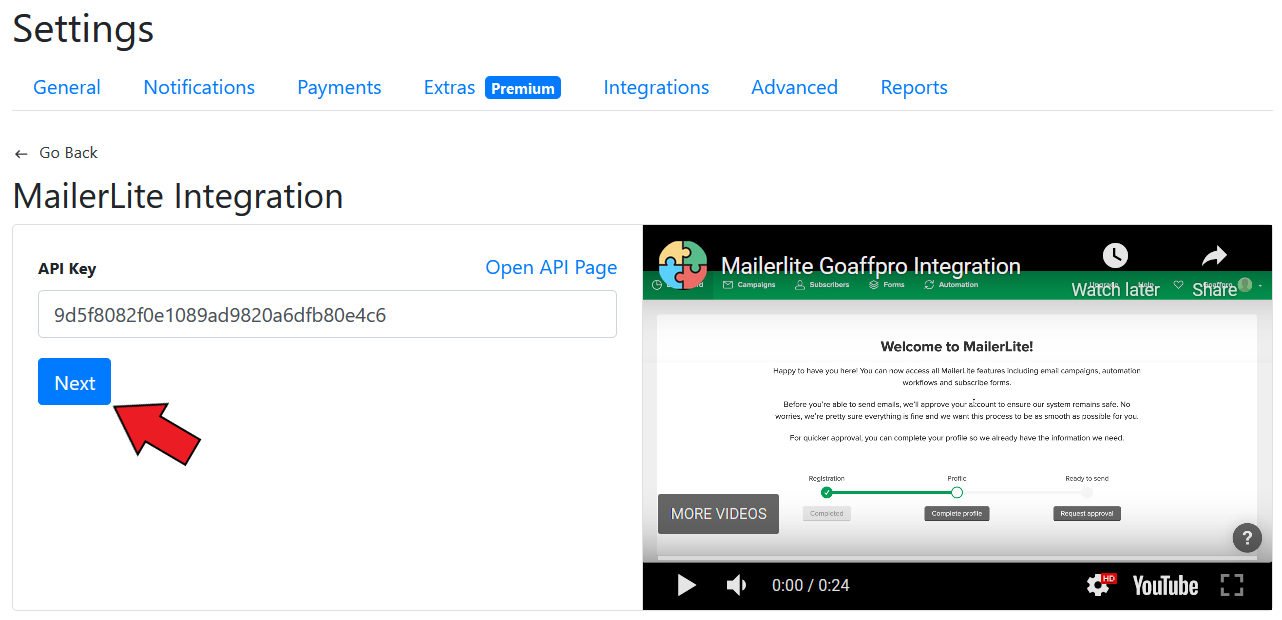 Settings
General Notifications Payments Extras Premium Integrations Advanced Reports
← Go Back
MailerLite Integration
API Key Open API Page
9d5f8082f0e1089ad9820a6dfb80e4c6
Next
Mailerlite Goaffpro Integration
Watch later Share
Campaigns Subscribers Forms Automation
Welcome to MailerLite!
Happy to have you here! You can now access all MailerLite features including email campaigns, automation
workflows and subscribe forms.
Before you're able to send emails, we'll approve your account to ensure our system remains safe. No
worries, we're pretty sure everything is fine and we want this process to be as smooth as possible for you.
For quicker approval, you can complete your profile so we already have the information we need.
Registration Profile Ready to send
Completed Complete profile Request approval
MORE VIDEOS
?
0:00 / 0:24
HD
YouTube